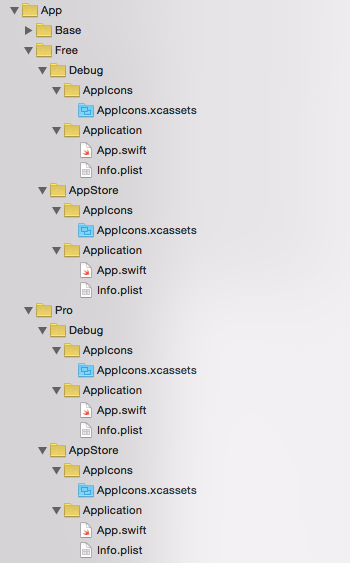 App
Base
Free
Debug
AppIcons
AppIcons.xcassets
Application
App.swift
Info.plist
AppStore
AppIcons
AppIcons.xcassets
Application
App.swift
Info.plist
Pro
Debug
AppIcons
AppIcons.xcassets
Application
App.swift
Info.plist
AppStore
AppIcons
AppIcons.xcassets
Application
App.swift
Info.plist